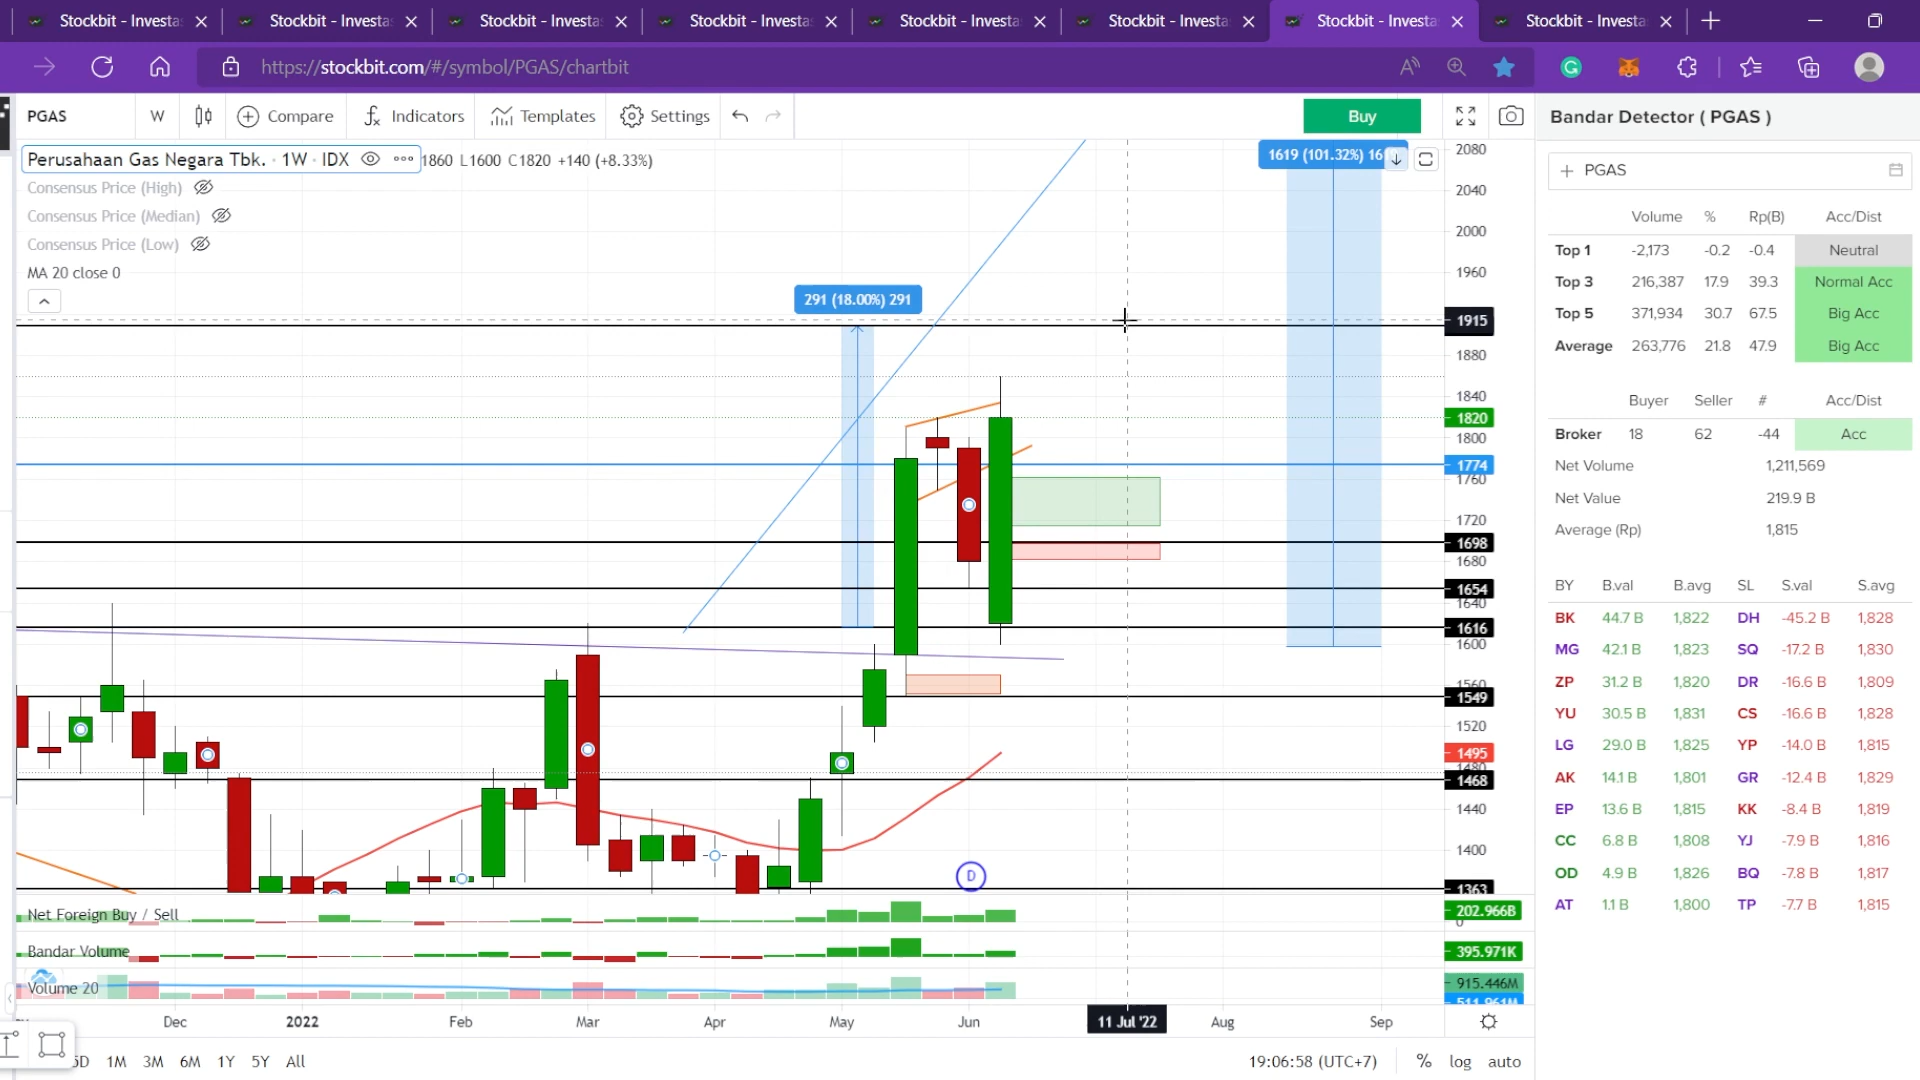 Stockbit - Investa
Stockbit - Investa
Stockbit - Investa
Stockbit - Investa
Stockbit - Investa
Stockbit - Investa
Stockbit - Investa
Stockbit - Investa
https://stockbit.com/#/symbol/PGAS/chartbit
PGAS W Compare Indicators Templates Settings Buy
Perusahaan Gas Negara Tbk. · 1W · IDX 1860 L1600 C1820 +140 (+8.33%)
Consensus Price (High)
Consensus Price (Median)
Consensus Price (Low)
MA 20 close 0
1619 (101.32%)
291 (18.00%) 291
2080
2040
2000
1960
1915
1880
1840
1820
1800
1774
1760
1720
1698
1680
1654
1640
1616
1600
1560
1549
1520
1495
1480
1468
1440
1400
1363
D
Net Foreign Buy / Sell
202.966B
0
Bandar Volume
395.971K
Volume 20
915.446M
511.961M
Dec 2022 Feb Mar Apr May Jun 11 Jul '22 Aug Sep
5D 1M 3M 6M 1Y 5Y All
19:06:58 (UTC+7) % log auto
Bandar Detector ( PGAS )
PGAS
Volume % Rp(B) Acc/Dist
Top 1 -2,173 -0.2 -0.4 Neutral
Top 3 216,387 17.9 39.3 Normal Acc
Top 5 371,934 30.7 67.5 Big Acc
Average 263,776 21.8 47.9 Big Acc
Buyer Seller # Acc/Dist
Broker 18 62 -44 Acc
Net Volume 1,211,569
Net Value 219.9 B
Average (Rp) 1,815
BY B.val B.avg SL S.val S.avg
BK 44.7 B 1,822 DH -45.2 B 1,828
MG 42.1 B 1,823 SQ -17.2 B 1,830
ZP 31.2 B 1,820 DR -16.6 B 1,809
YU 30.5 B 1,831 CS -16.6 B 1,828
LG 29.0 B 1,825 YP -14.0 B 1,815
AK 14.1 B 1,801 GR -12.4 B 1,829
EP 13.6 B 1,815 KK -8.4 B 1,819
CC 6.8 B 1,808 YJ -7.9 B 1,816
OD 4.9 B 1,826 BQ -7.8 B 1,817
AT 1.1 B 1,800 TP -7.7 B 1,815